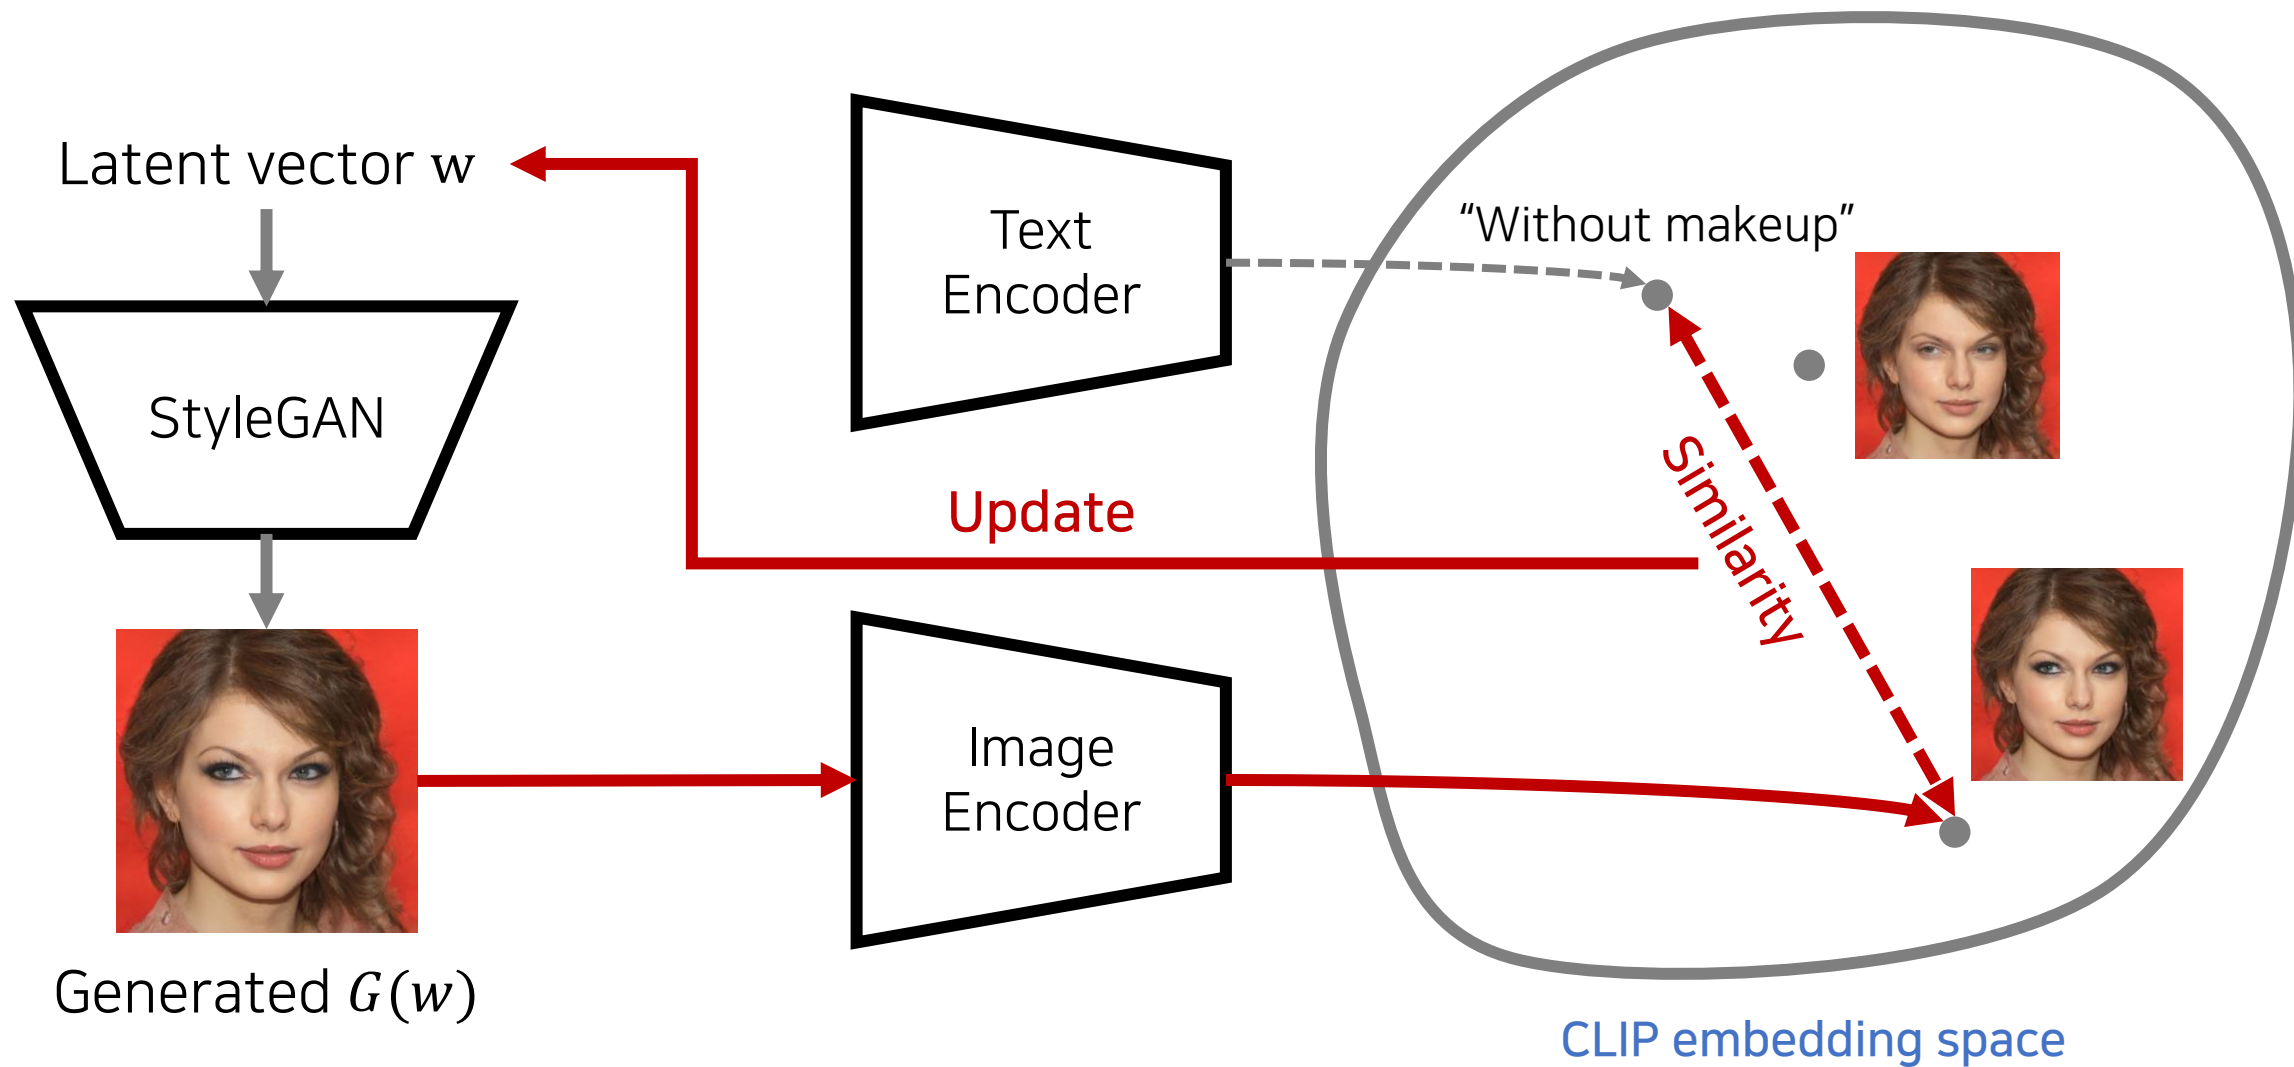 Latent vector w
StyleGAN
Generated G(w)
Text
Encoder
Update
Image
Encoder
“Without makeup”
Similarity
CLIP embedding space